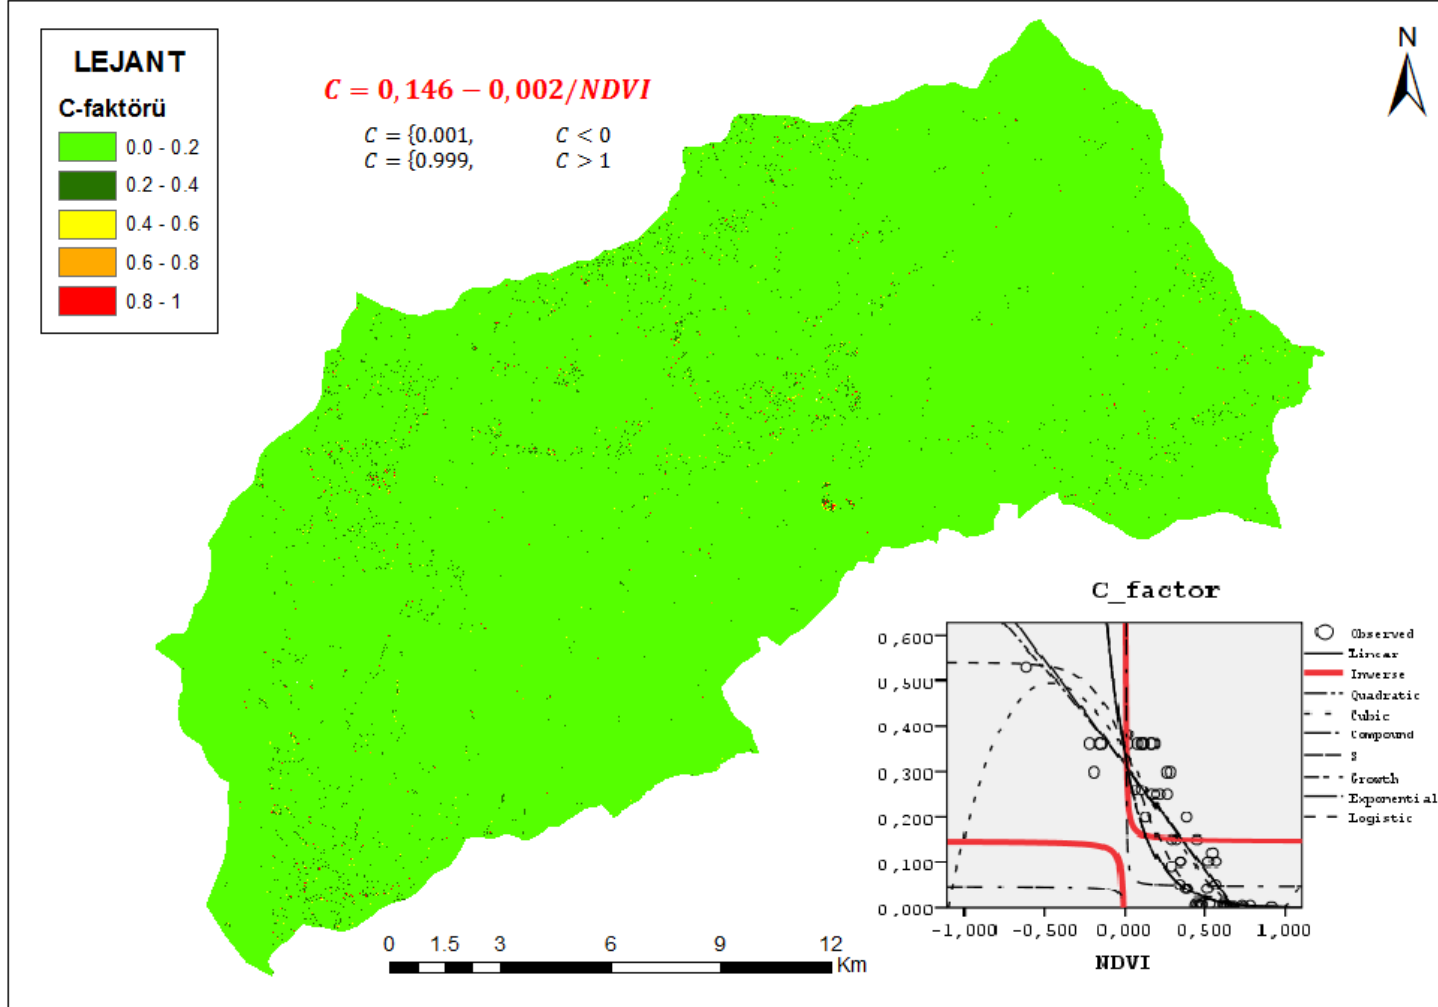 LEJANT
C-faktörü
0.0 - 0.2
0.2 - 0.4
0.4 - 0.6
0.6 - 0.8
0.8 - 1
C = 0,146 − 0,002/NDVI
C = {0.001, C < 0
C = {0.999, C > 1
N
0 1.5 3 6 9 12
Km
C_factor
0,600
0,500
0,400
0,300
0,200
0,100
0,000
-1,000 -0,500 0,000 0,500 1,000
NDVI
Observed
Linear
Inverse
Quadratic
Cubic
Compound
S
Growth
Exponential
Logistic